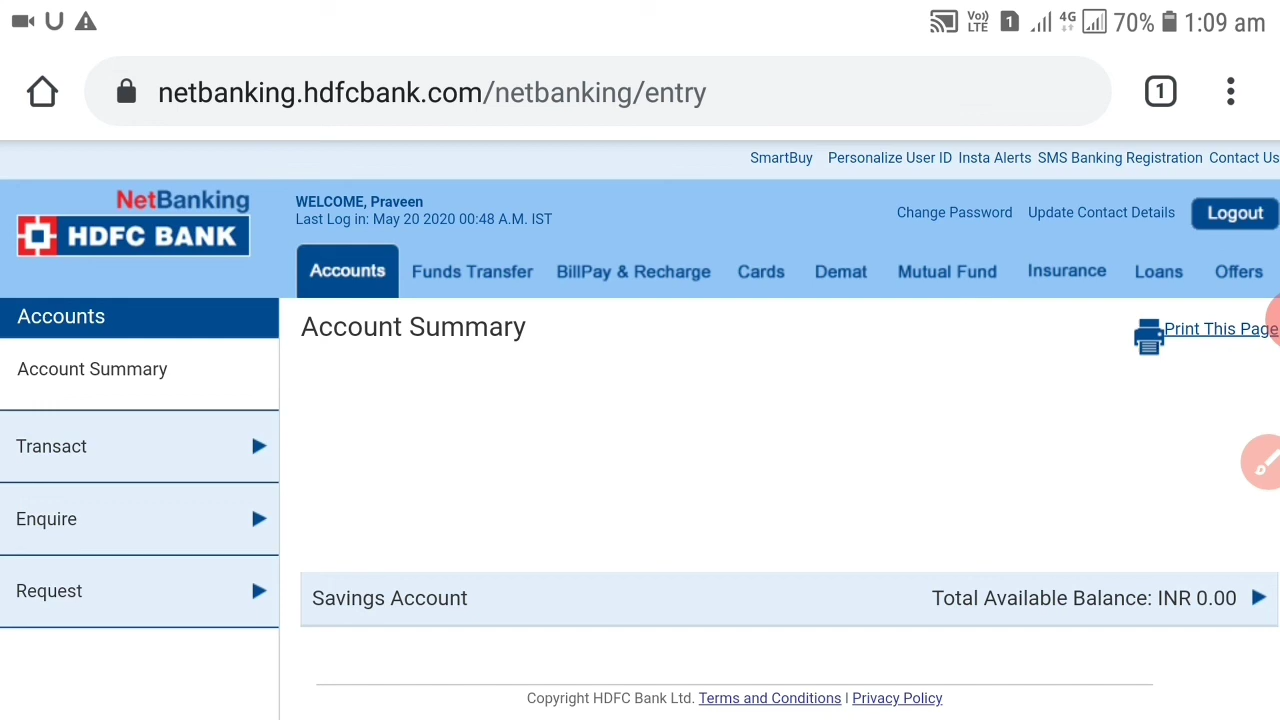 Vo)) LTE 1 4G 70% 1:09 am
netbanking.hdfcbank.com/netbanking/entry 1
SmartBuy Personalize User ID Insta Alerts SMS Banking Registration Contact Us
NetBanking
HDFC BANK
WELCOME, Praveen
Last Log in: May 20 2020 00:48 A.M. IST
Change Password Update Contact Details Logout
Accounts Funds Transfer BillPay & Recharge Cards Demat Mutual Fund Insurance Loans Offers
Accounts
Account Summary
Transact
Enquire
Request
Account Summary
Print This Page
Savings Account Total Available Balance: INR 0.00
Copyright HDFC Bank Ltd. Terms and Conditions | Privacy Policy